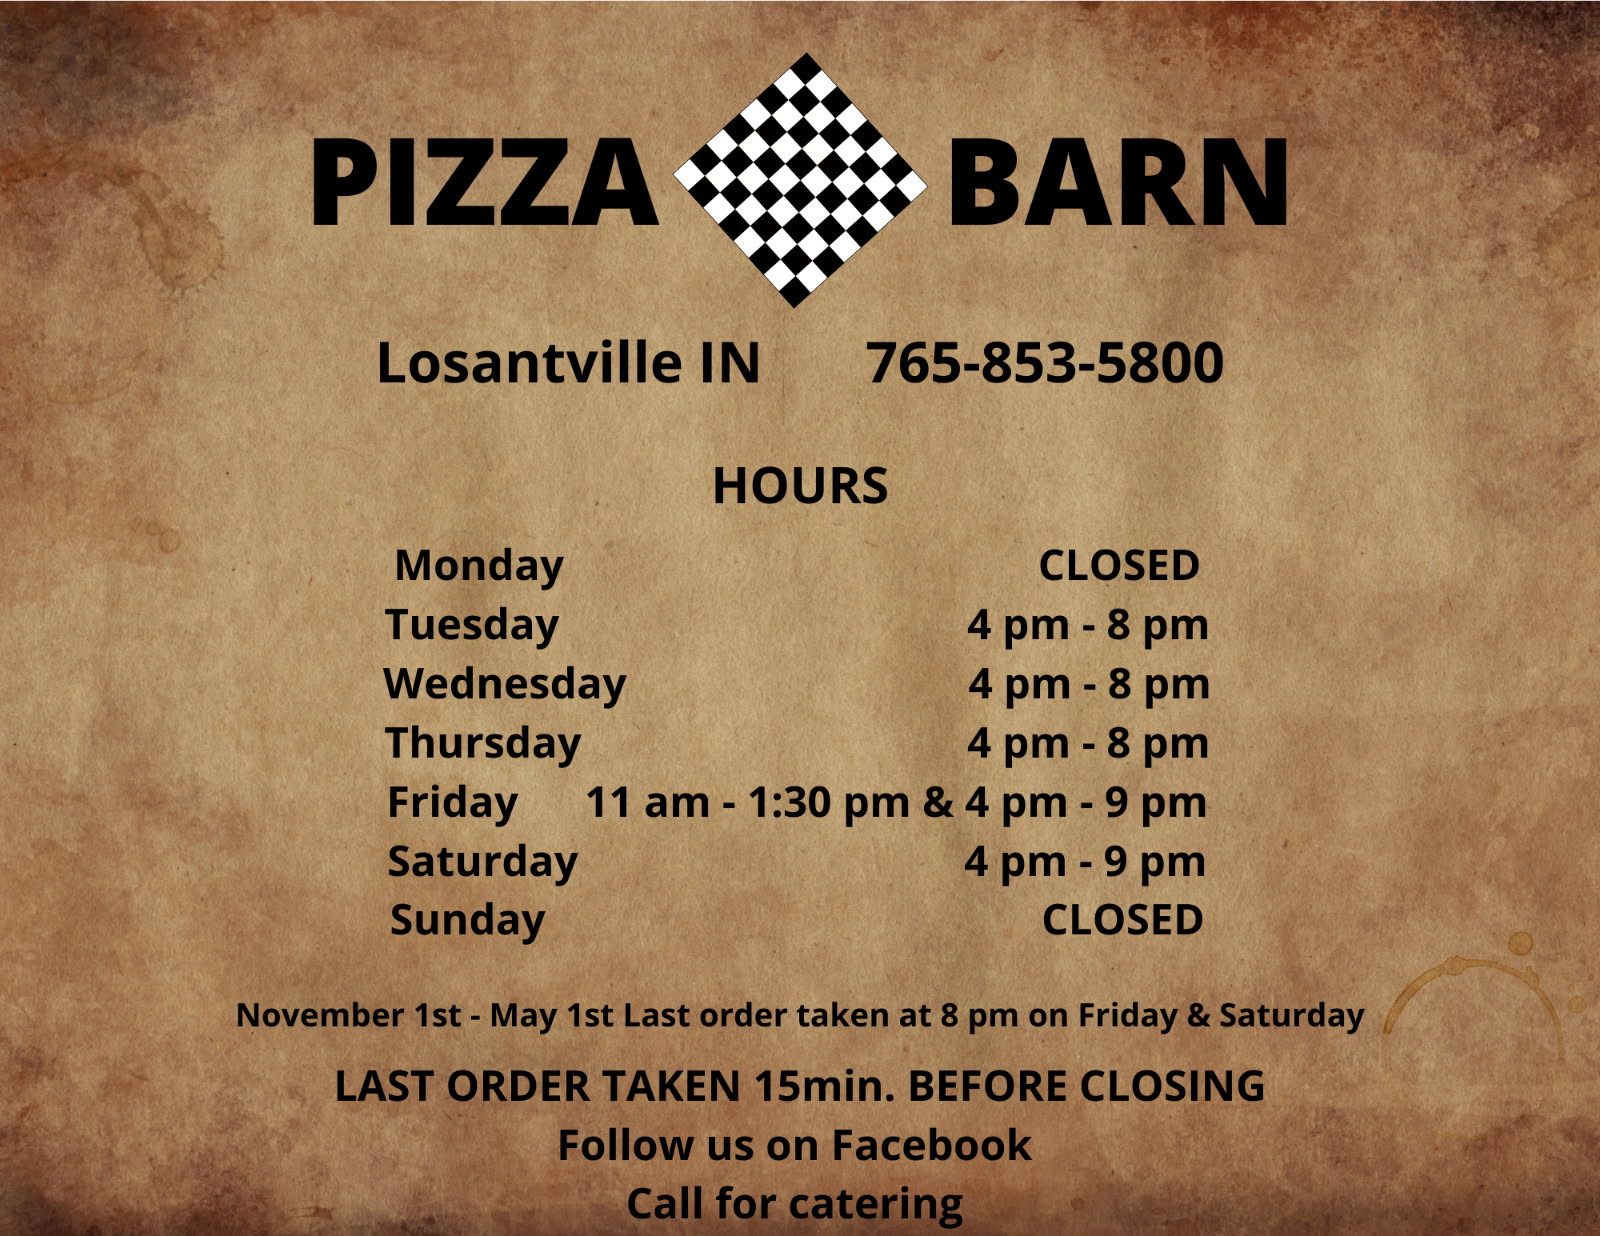 PIZZA BARN
Losantville IN 765-853-5800
HOURS
Monday CLOSED
Tuesday 4 pm - 8 pm
Wednesday 4 pm - 8 pm
Thursday 4 pm - 8 pm
Friday 11 am - 1:30 pm & 4 pm - 9 pm
Saturday 4 pm - 9 pm
Sunday CLOSED
November 1st - May 1st Last order taken at 8 pm on Friday & Saturday
LAST ORDER TAKEN 15min. BEFORE CLOSING
Follow us on Facebook
Call for catering